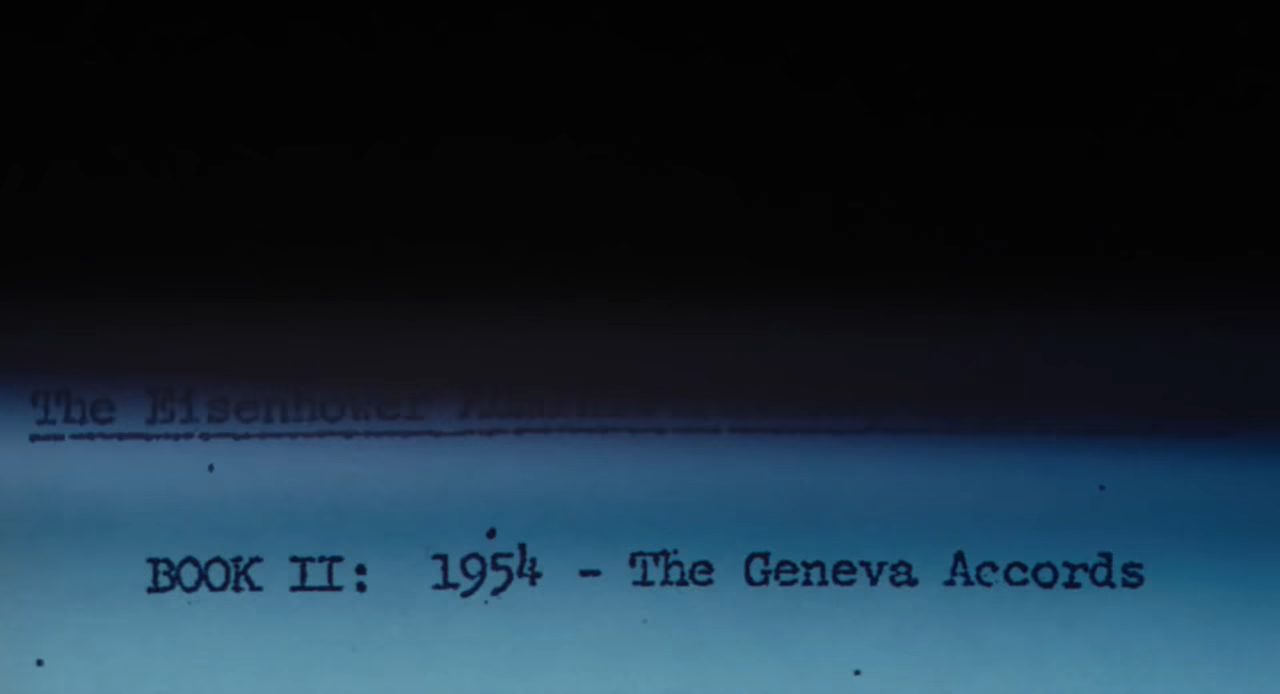 The Eisenhower
BOOK II: 1954 - The Geneva Accords